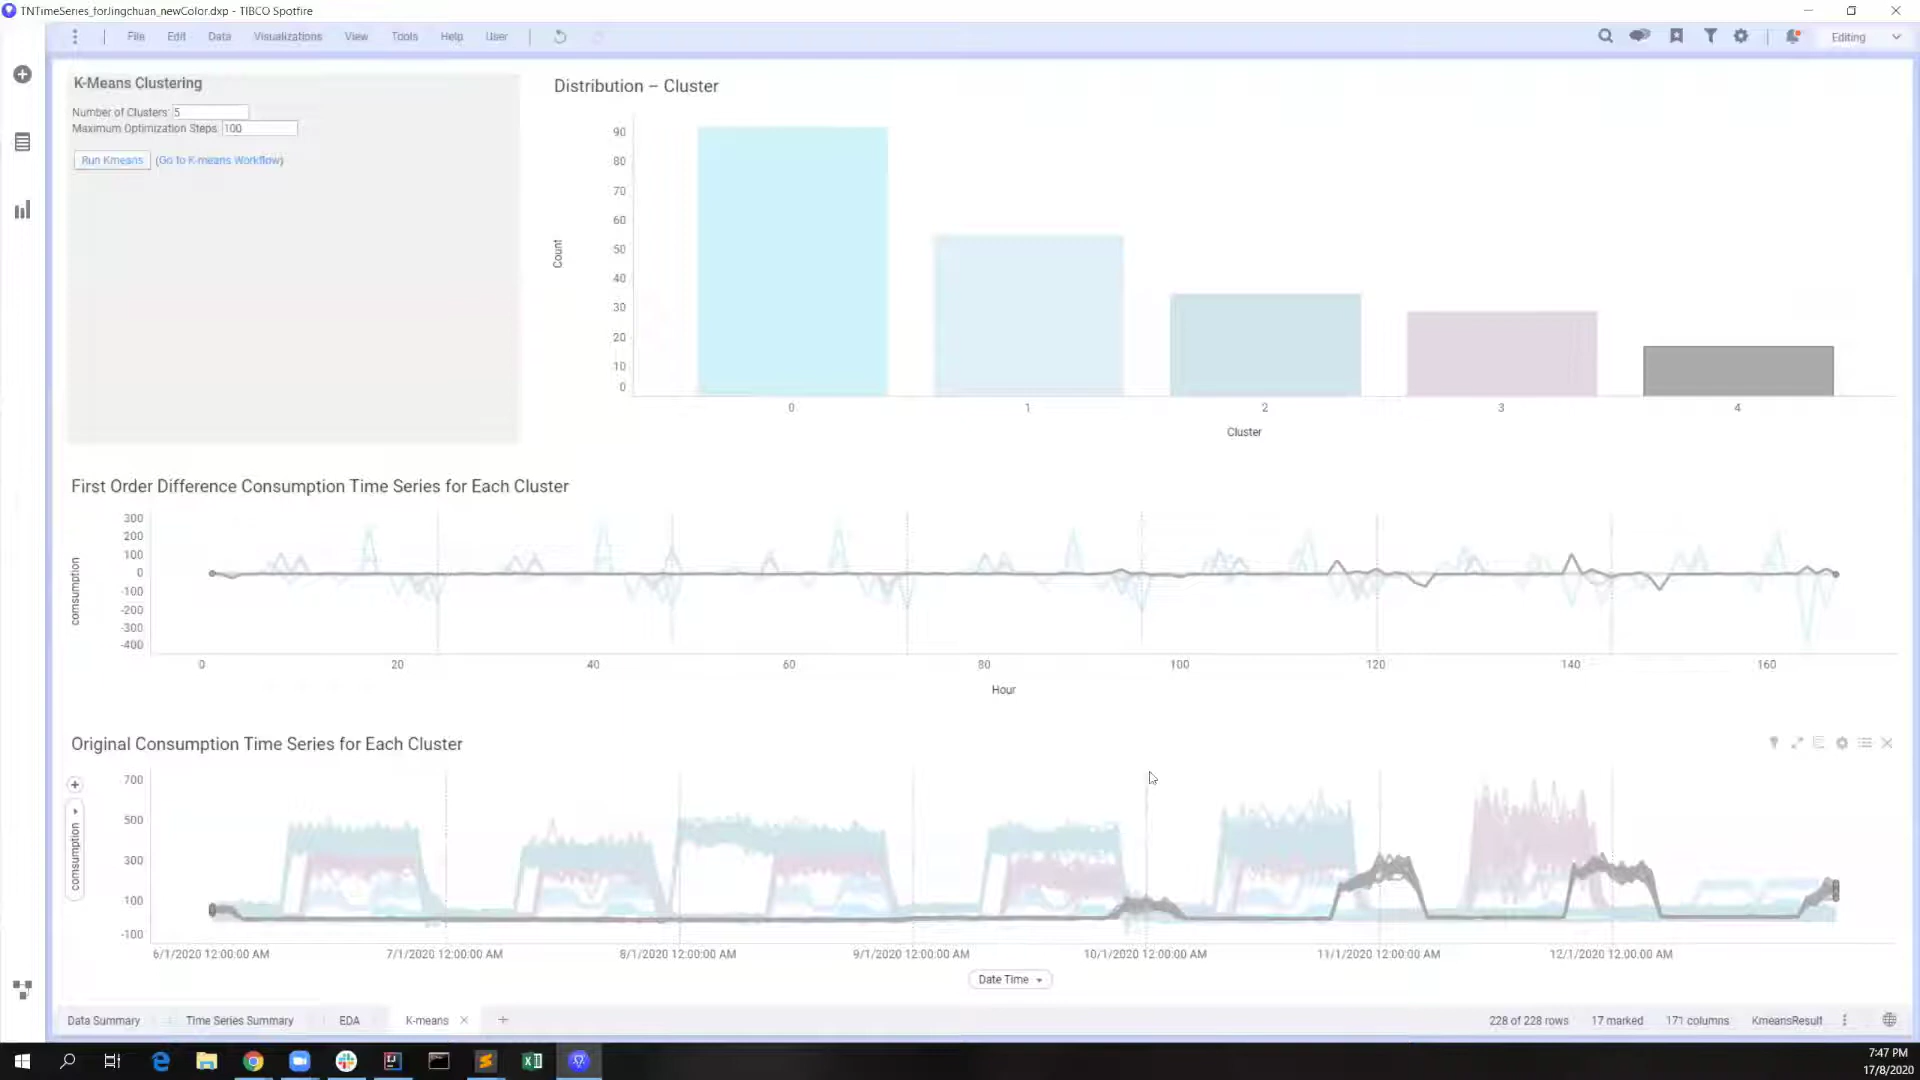 TNTimeSeries_forJingchuan_newColor.dxp - TIBCO Spotfire
File Edit Data Visualizations View Tools Help User
Editing
K-Means Clustering
Number of Clusters: 5
Maximum Optimization Steps: 100
Run Kmeans (Go to K-means Workflow)
Distribution – Cluster
90
80
70
60
50
40
30
20
10
0
Count
0 1 2 3 4
Cluster
First Order Difference Consumption Time Series for Each Cluster
300
200
100
0
-100
-200
-300
-400
comsumption
0 20 40 60 80 100 120 140 160
Hour
Original Consumption Time Series for Each Cluster
700
500
300
100
-100
comsumption
6/1/2020 12:00:00 AM 7/1/2020 12:00:00 AM 8/1/2020 12:00:00 AM 9/1/2020 12:00:00 AM 10/1/2020 12:00:00 AM 11/1/2020 12:00:00 AM 12/1/2020 12:00:00 AM
Date Time
Data Summary Time Series Summary EDA K-means
228 of 228 rows 17 marked 171 columns KmeansResult
7:47 PM
17/8/2020